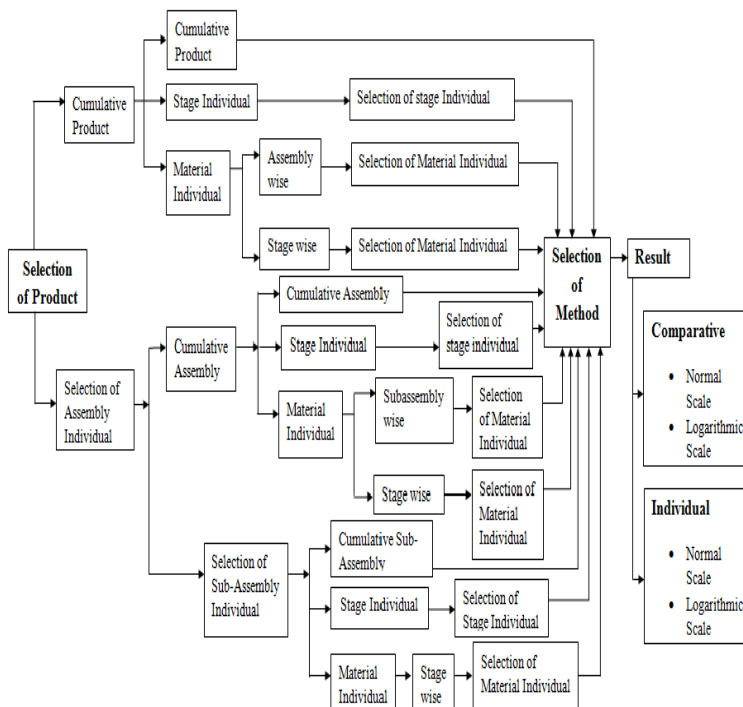 Cumulative
Product
Cumulative
Product
Stage Individual
Selection of stage Individual
Material
Individual
Assembly
wise
Selection of Material Individual
Stage wise
Selection of Material Individual
Selection
of Product
Selection
of
Method
Result
Cumulative Assembly
Cumulative
Assembly
Stage Individual
Selection of
stage individual
Comparative
• Normal
Scale
• Logarithmic
Scale
Selection of
Assembly
Individual
Material
Individual
Subassembly
wise
Selection
of Material
Individual
Stage wise
Selection of
Material
Individual
Individual
• Normal
Scale
• Logarithmic
Scale
Selection of
Sub-Assembly
Individual
Cumulative Sub-
Assembly
Stage Individual
Selection of
Stage Individual
Material
Individual
Stage
wise
Selection of
Material Individual